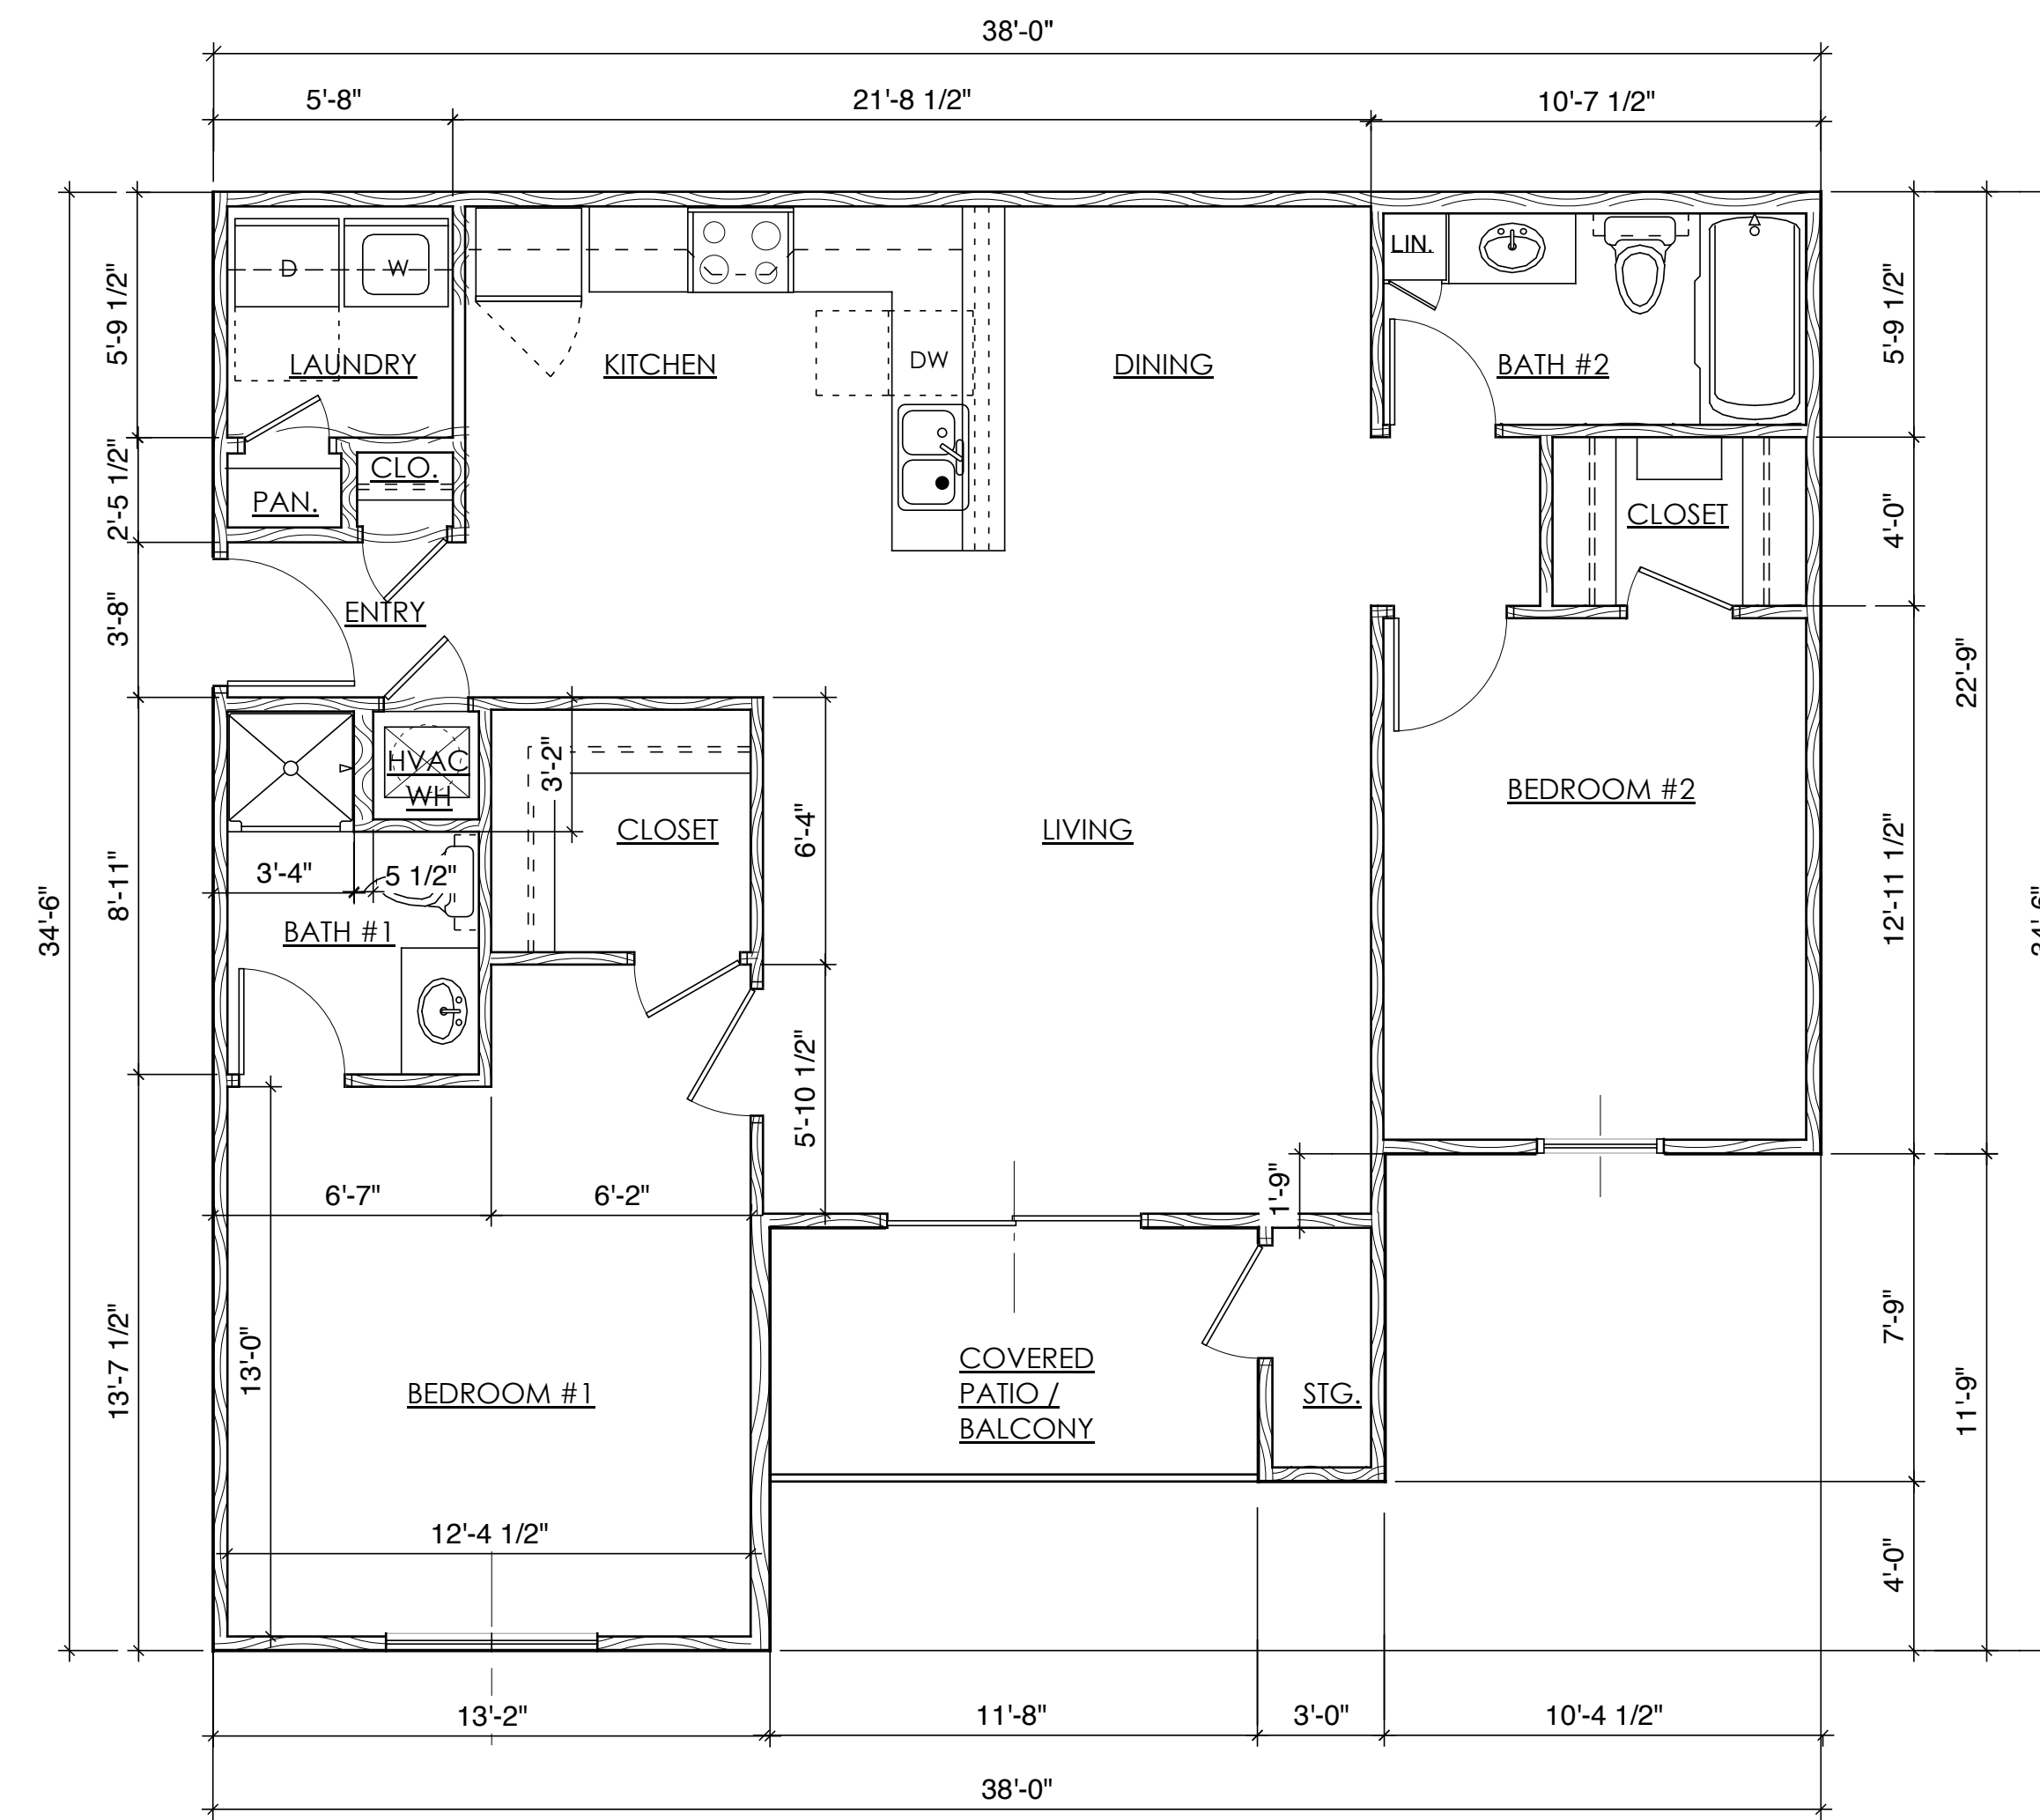 38'-0"
5'-8"
21'-8 1/2"
10'-7 1/2"
LIN.
D
W
5'-9 1/2"
5'-9 1/2"
LAUNDRY
KITCHEN
DW
DINING
BATH #2
2'-5 1/2"
CLO.
PAN.
CLOSET
4'-0"
3'-8"
ENTRY
22'-9"
HVAC
WH
3'-2"
BEDROOM #2
CLOSET
6'-4"
LIVING
3'-4"
5 1/2"
8'-11"
12'-11 1/2"
34'-6"
34'-6"
BATH #1
5'-10 1/2"
6'-7"
6'-2"
1'-9"
13'-0"
13'-7 1/2"
7'-9"
COVERED
PATIO /
BALCONY
BEDROOM #1
STG.
11'-9"
12'-4 1/2"
4'-0"
13'-2"
11'-8"
3'-0"
10'-4 1/2"
38'-0"